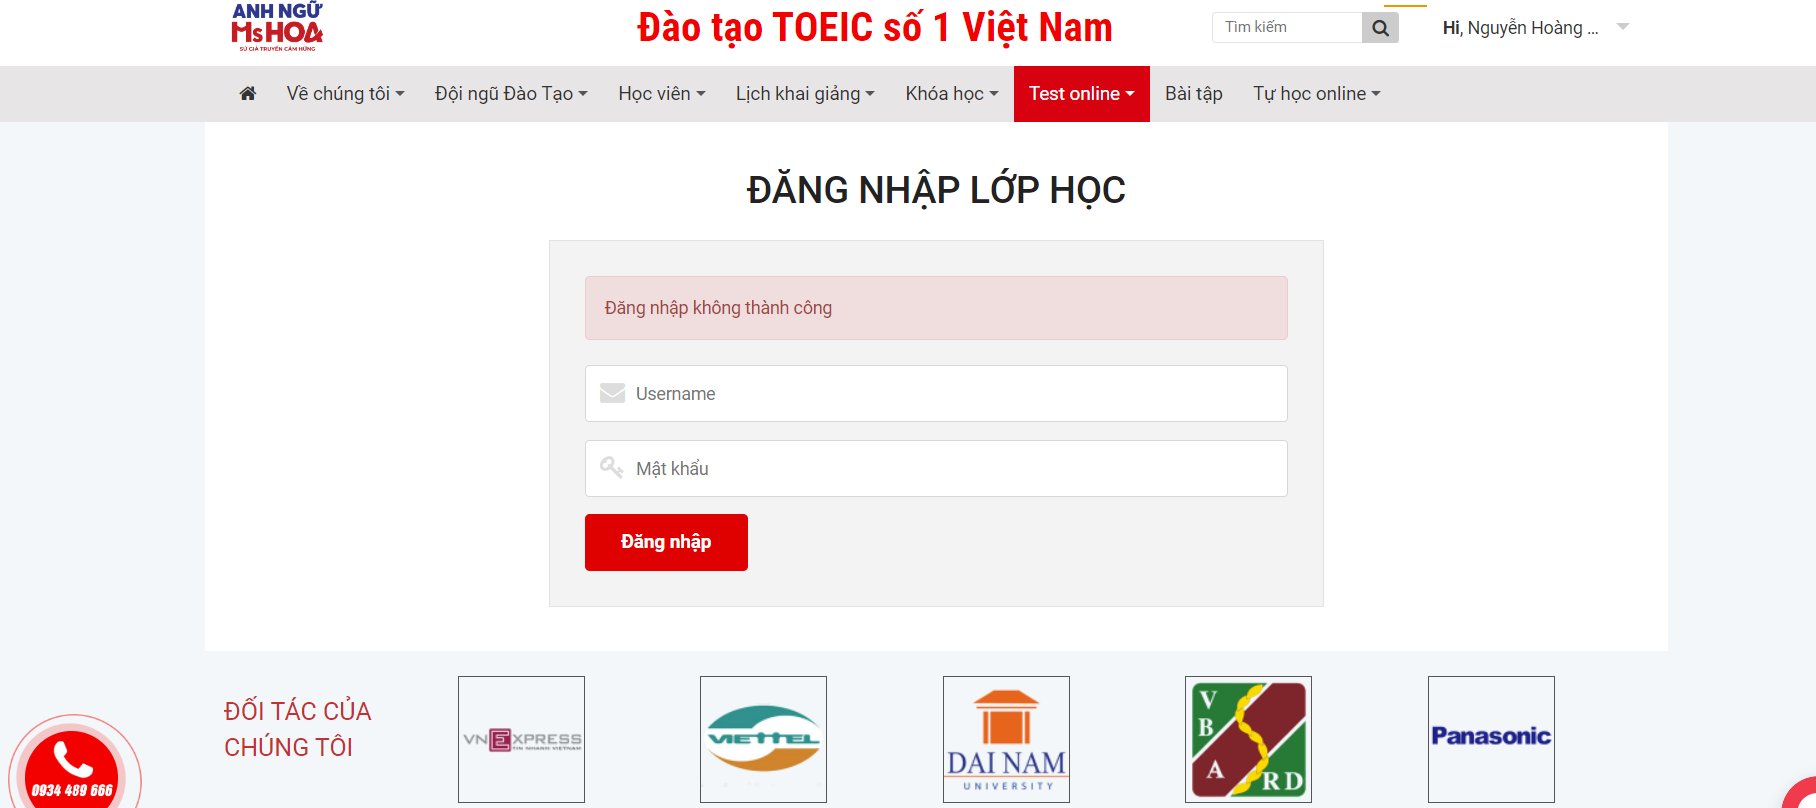 ANH NGỮ
MsHOA
SỨ GIẢ TRUYỀN CẢM HỨNG
Đào tạo TOEIC số 1 Việt Nam
Tìm kiếm
Hi, Nguyễn Hoàng ...
Về chúng tôi
Đội ngũ Đào Tạo
Học viên
Lịch khai giảng
Khóa học
Test online
Bài tập
Tự học online
ĐĂNG NHẬP LỚP HỌC
Đăng nhập không thành công
Username
Mật khẩu
Đăng nhập
ĐỐI TÁC CỦA
CHÚNG TÔI
VNEXPRESS
TIN NHANH VIETNAM
VIETTEL
DAI NAM
UNIVERSITY
VBARD
Panasonic
0934 489 666